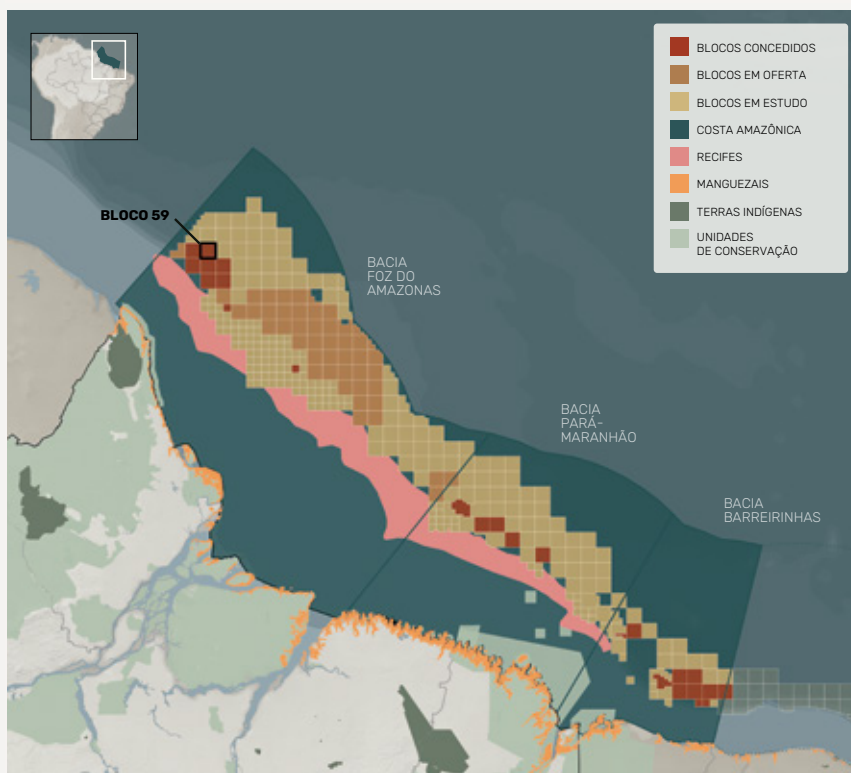 BLOCOS CONCEDIDOS
BLOCOS EM OFERTA
BLOCOS EM ESTUDO
COSTA AMAZÔNICA
RECIFES
MANGUEZAIS
TERRAS INDÍGENAS
UNIDADES
DE CONSERVAÇÃO
BLOCO 59
BACIA
FOZ DO
AMAZONAS
BACIA
PARÁ-
MARANHÃO
BACIA
BARREIRINHAS